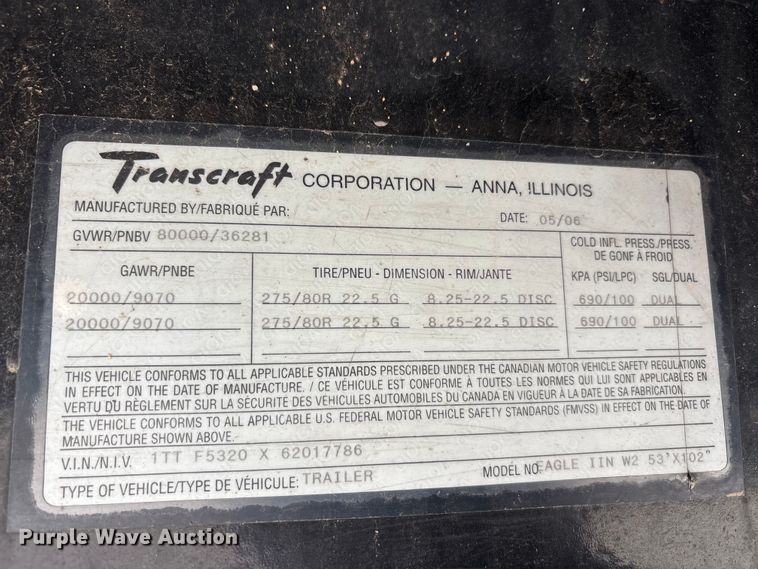 Transcraft CORPORATION — ANNA, ILLINOIS
MANUFACTURED BY/FABRIQUÉ PAR: DATE: 05/06
GVWR/PNBV 80000/36281
COLD INFL. PRESS./PRESS. DE GONF À FROID
GAWR/PNBE TIRE/PNEU - DIMENSION - RIM/JANTE KPA (PSI/LPC) SGL/DUAL
20000/9070 275/80R 22.5 G 8.25-22.5 DISC 690/100 DUAL
20000/9070 275/80R 22.5 G 8.25-22.5 DISC 690/100 DUAL
THIS VEHICLE CONFORMS TO ALL APPLICABLE STANDARDS PRESCRIBED UNDER THE CANADIAN MOTOR VEHICLE SAFETY REGULATIONS
IN EFFECT ON THE DATE OF MANUFACTURE. / CE VÉHICULE EST CONFORME À TOUTES LES NORMES QUI LUI SONT APPLICABLES EN
VERTU DU RÈGLEMENT SUR LA SÉCURITÉ DES VÉHICULES AUTOMOBILES DU CANADA EN VIGUEUR À LA DATE DE SA FABRICATION.
THE VEHICLE CONFORMS TO ALL APPLICABLE U.S. FEDERAL MOTOR VEHICLE SAFETY STANDARDS (FMVSS) IN EFFECT ON THE DATE OF
MANUFACTURE SHOWN ABOVE.
V.I.N./N.I.V. 1TT F5320 X 62017786
TYPE OF VEHICLE/TYPE DE VÉHICULE: TRAILER MODEL NO. EAGLE IIN W2 53'X102"
Purple Wave Auction Purple Wave Auction